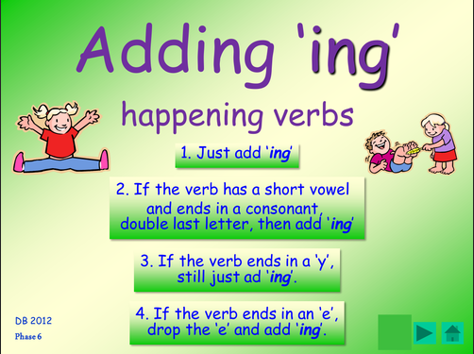 Adding ‘ing’
happening verbs
1. Just add ‘ing’
2. If the verb has a short vowel
and ends in a consonant,
double last letter, then add ‘ing’
3. If the verb ends in a ‘y’,
still just ad ‘ing’.
4. If the verb ends in an ‘e’,
drop the ‘e’ and add ‘ing’.
DB 2012
Phase 6